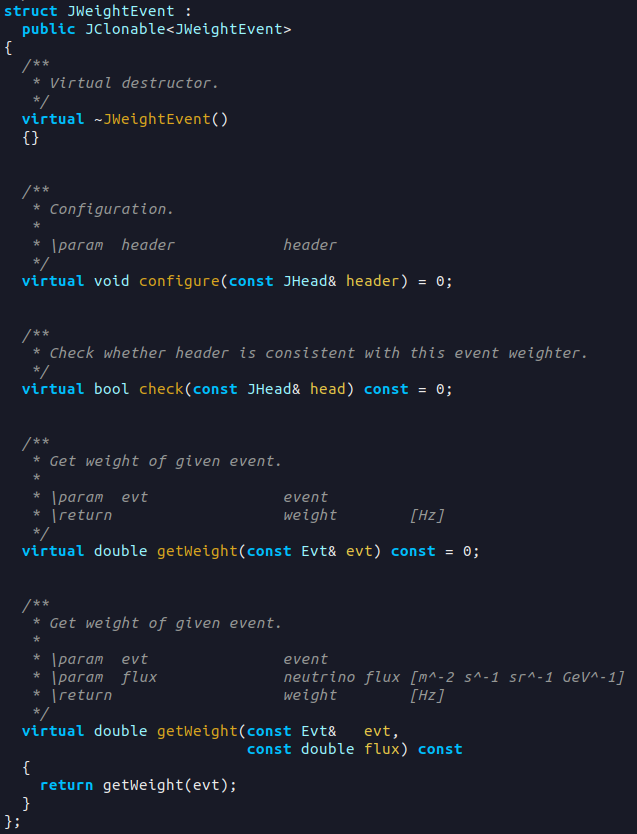 struct JWeightEvent :
  public JClonable<JWeightEvent>
{
  /**
   * Virtual destructor.
   */
  virtual ~JWeightEvent()
  {}
  /**
   * Configuration.
   *
   * \param  header            header
   */
  virtual void configure(const JHead& header) = 0;
  /**
   * Check whether header is consistent with this event weighter.
   */
  virtual bool check(const JHead& head) const = 0;
  /**
   * Get weight of given event.
   *
   * \param  evt               event
   * \return                   weight        [Hz]
   */
  virtual double getWeight(const Evt& evt) const = 0;
  /**
   * Get weight of given event.
   *
   * \param  evt               event
   * \param  flux              neutrino flux [m^-2 s^-1 sr^-1 GeV^-1]
   * \return                   weight        [Hz]
   */
  virtual double getWeight(const Evt&   evt,
                           const double flux) const
  {
    return getWeight(evt);
  }
};